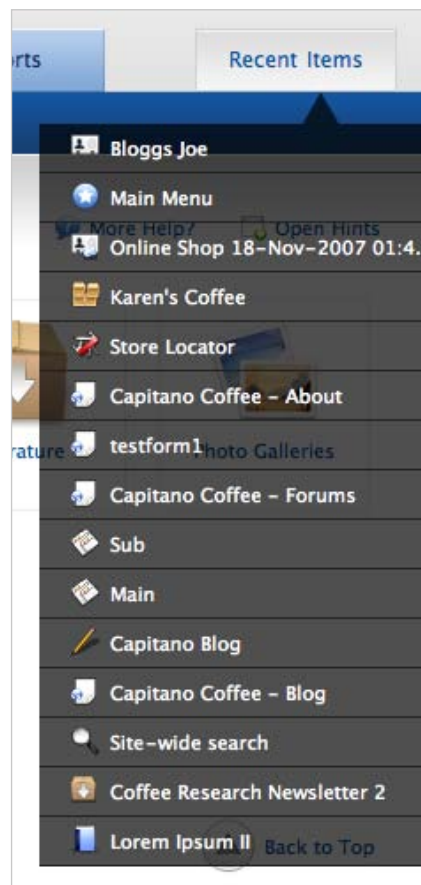 rts
Recent Items
Bloggs Joe
Main Menu
More Help?
Open Hints
Online Shop 18-Nov-2007 01:4.
Karen's Coffee
Store Locator
Capitano Coffee - About
testform1
rature
Photo Galleries
Capitano Coffee - Forums
Sub
Main
Capitano Blog
Capitano Coffee - Blog
Site-wide search
Coffee Research Newsletter 2
Lorem Ipsum II
Back to Top